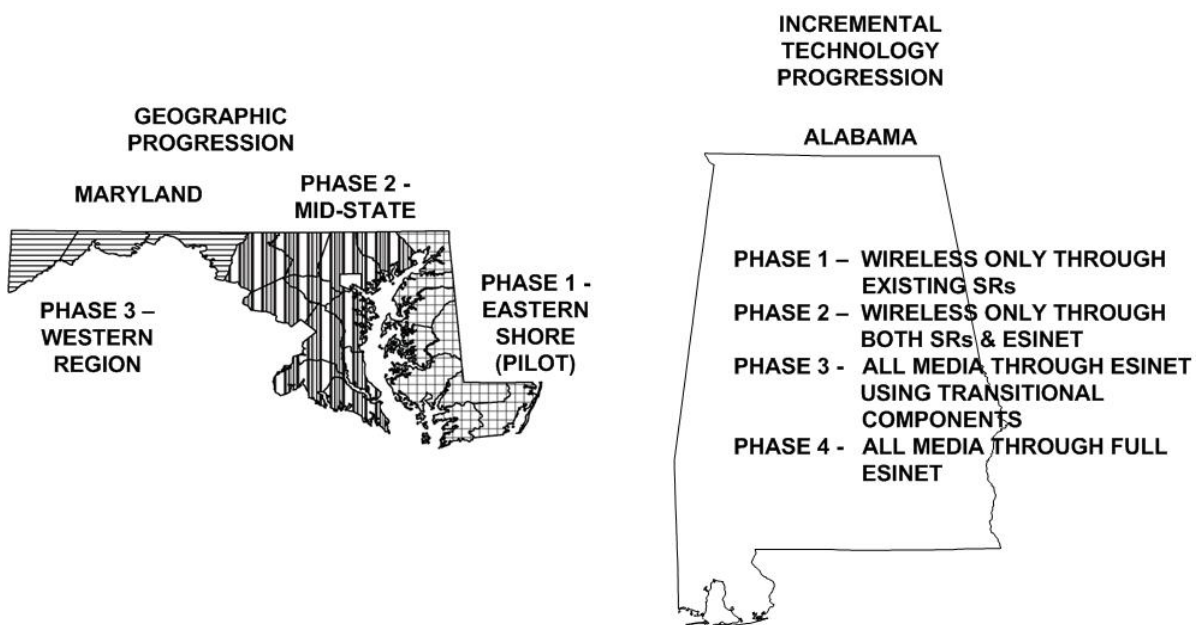 GEOGRAPHIC
PROGRESSION
MARYLAND
PHASE 2 -
MID-STATE
PHASE 1 -
EASTERN
SHORE
(PILOT)
PHASE 3 –
WESTERN
REGION
INCREMENTAL
TECHNOLOGY
PROGRESSION
ALABAMA
PHASE 1 – WIRELESS ONLY THROUGH
EXISTING SRs
PHASE 2 – WIRELESS ONLY THROUGH
BOTH SRs & ESINET
PHASE 3 - ALL MEDIA THROUGH ESINET
USING TRANSITIONAL
COMPONENTS
PHASE 4 - ALL MEDIA THROUGH FULL
ESINET